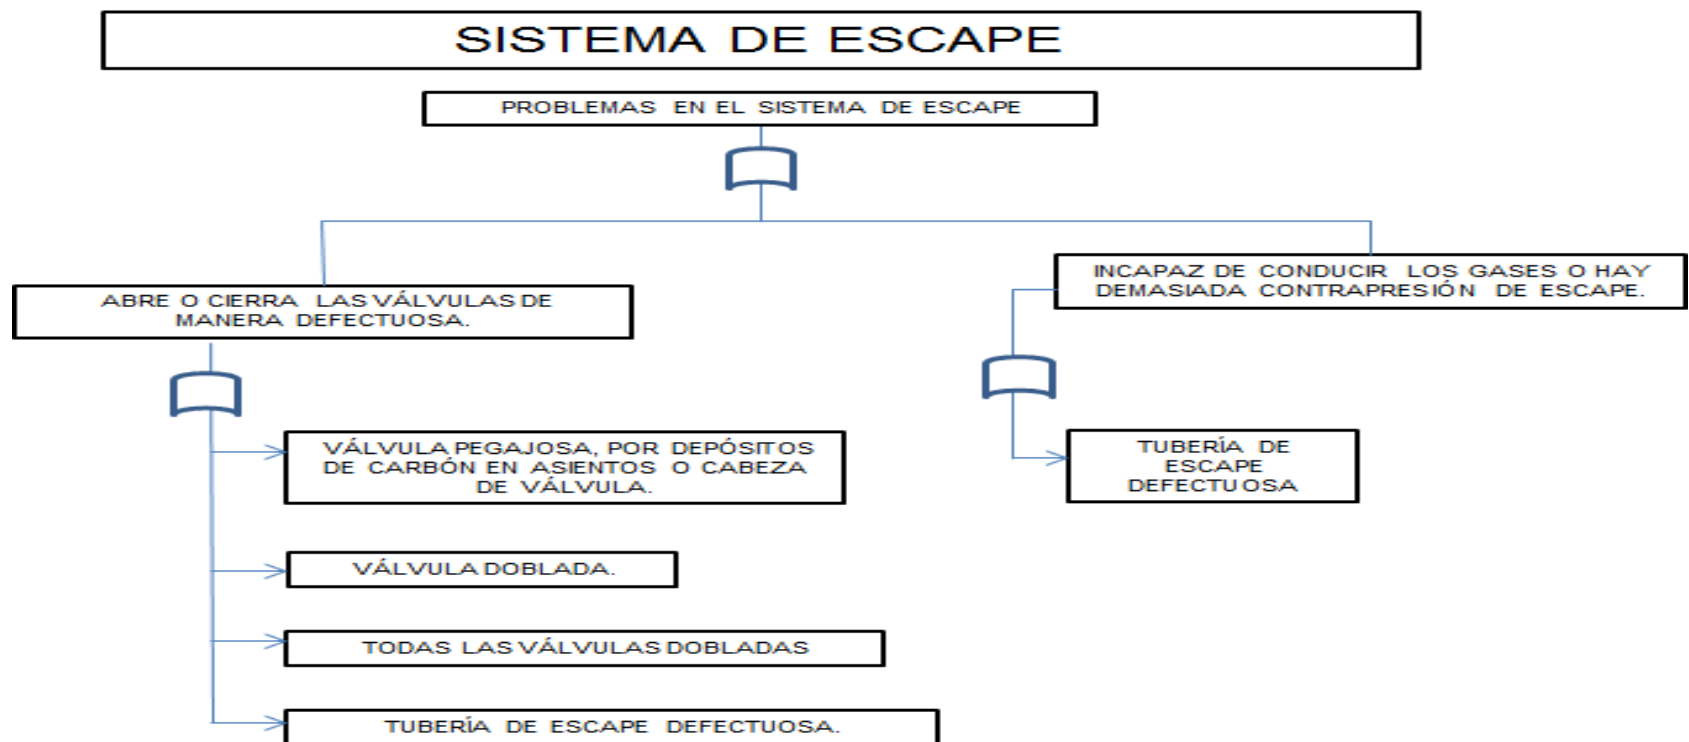 SISTEMA DE ESCAPE
PROBLEMAS EN EL SISTEMA DE ESCAPE
ABRE O CIERRA LAS VÁLVULAS DE
MANERA DEFECTUOSA.
INCAPAZ DE CONDUCIR LOS GASES O HAY
DEMASIADA CONTRAPRESIÓN DE ESCAPE.
VÁLVULA PEGAJOSA, POR DEPÓSITOS
DE CARBÓN EN ASIENTOS O CABEZA
DE VÁLVULA.
TUBERÍA DE
ESCAPE
DEFECTUOSA
VÁLVULA DOBLADA.
TODAS LAS VÁLVULAS DOBLADAS
TUBERÍA DE ESCAPE DEFECTUOSA.